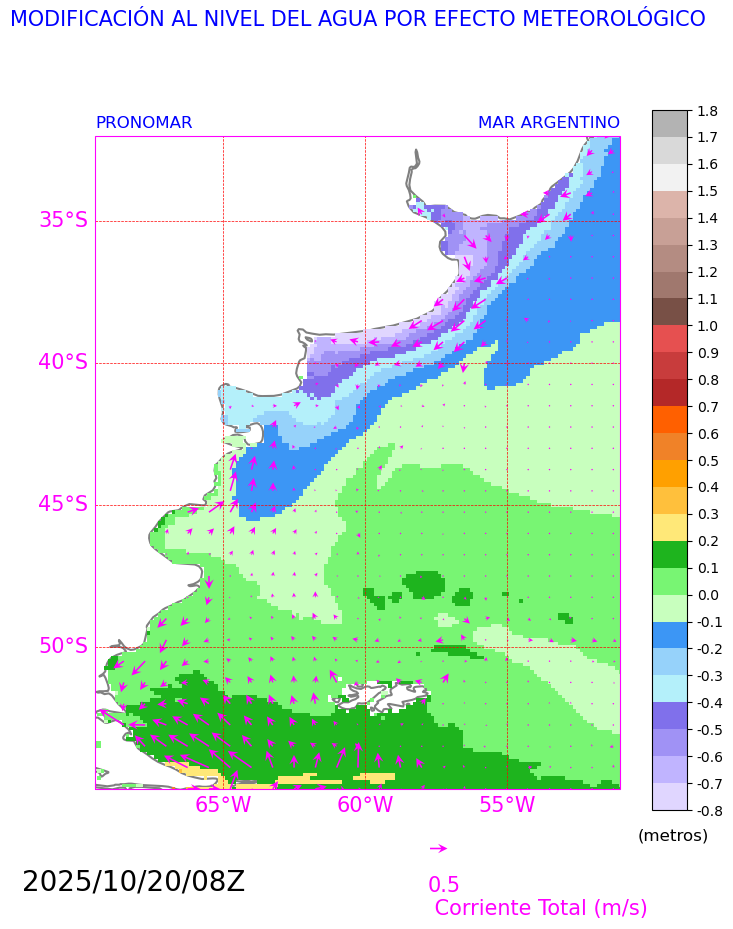 MODIFICACIÓN AL NIVEL DEL AGUA POR EFECTO METEOROLÓGICO
PRONOMAR MAR ARGENTINO
35°S
40°S
45°S
50°S
65°W 60°W 55°W
1.8
1.7
1.6
1.5
1.4
1.3
1.2
1.1
1.0
0.9
0.8
0.7
0.6
0.5
0.4
0.3
0.2
0.1
0.0
-0.1
-0.2
-0.3
-0.4
-0.5
-0.6
-0.7
-0.8
(metros)
2025/10/20/08Z
0.5
Corriente Total (m/s)